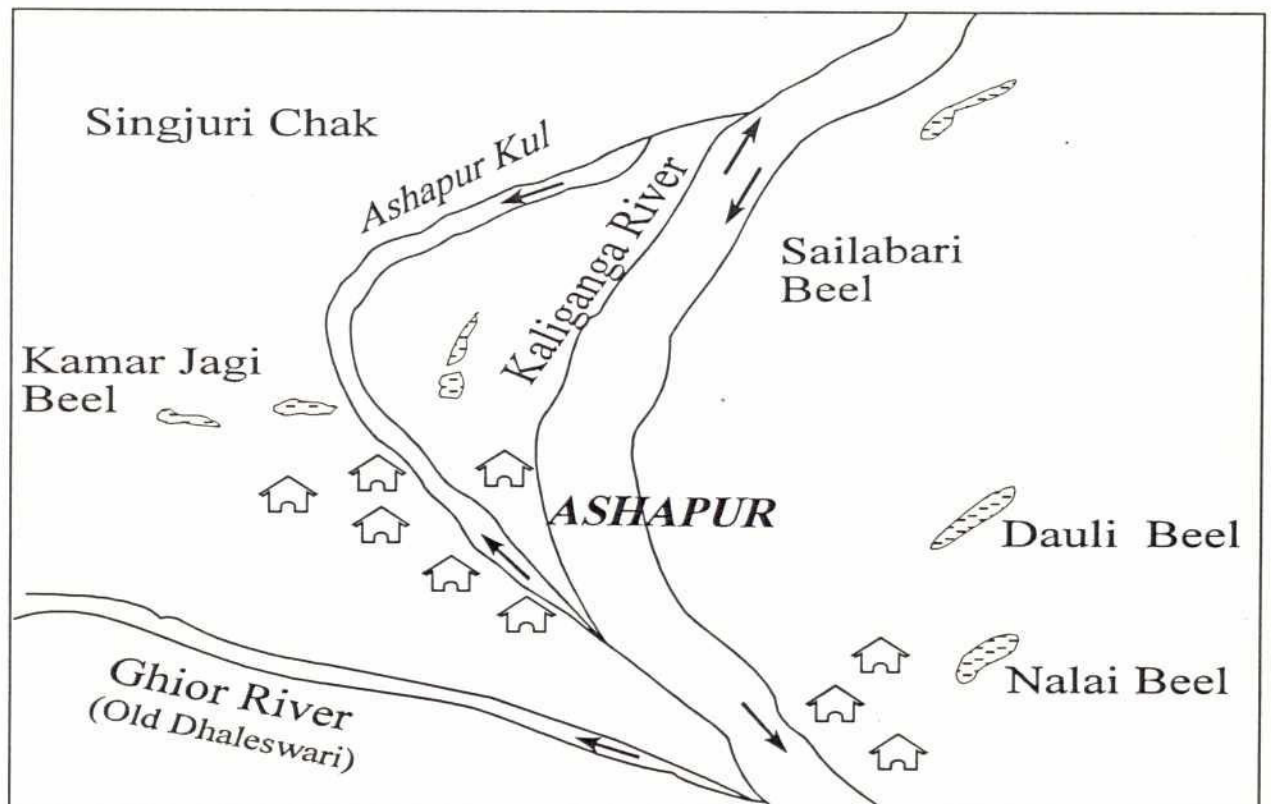 Singjuri Chak
Ashapur Kul
Kaliganga River
Sailabari
Beel
Kamar Jagi
Beel
ASHAPUR
Dauli Beel
Nalai Beel
Ghior River
(Old Dhaleswari)